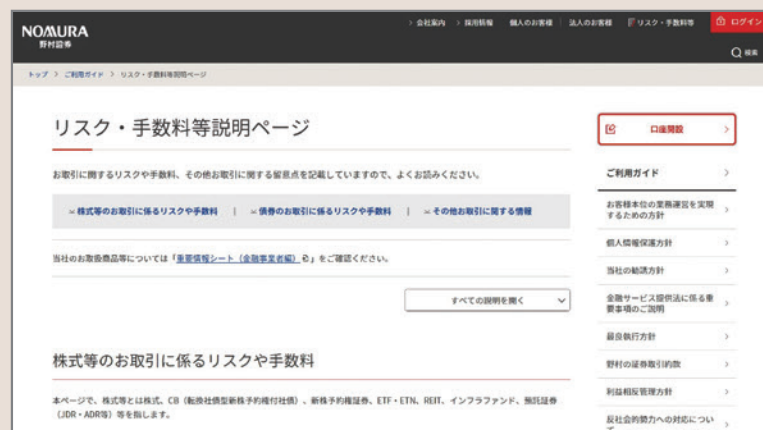 NOMURA
野村證券
会社案内 採用情報 個人のお客様 法人のお客様 リスク・手数料等 ログイン
検索
トップ > ご利用ガイド > リスク・手数料等説明ページ
リスク・手数料等説明ページ
お取引に関するリスクや手数料、その他お取引に関する留意点を記載していますので、よくお読みください。
株式等のお取引に係るリスクや手数料 | 債券のお取引に係るリスクや手数料 | その他お取引に関する情報
当社のお取扱商品等については「重要情報シート（金融事業者編）」をご確認ください。
すべての説明を開く
株式等のお取引に係るリスクや手数料
本ページで、株式等とは株式、CB（転換社債型新株予約権付社債）、新株予約権証券、ETF・ETN、REIT、インフラファンド、預託証券
（JDR・ADR等）等を指します。
口座開設
ご利用ガイド
お客様本位の業務運営を実現
するための方針
個人情報保護方針
当社の勧誘方針
金融サービス提供法に係る重
要事項のご説明
最良執行方針
野村の証券取引約款
利益相反管理方針
反社会的勢力への対応につい
て